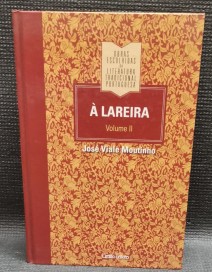 OBRAS
ESCOLHIDAS
DA LITERATURA
TRADICIONAL
PORTUGUESA
À LAREIRA
Volume II
José Viale Moutinho